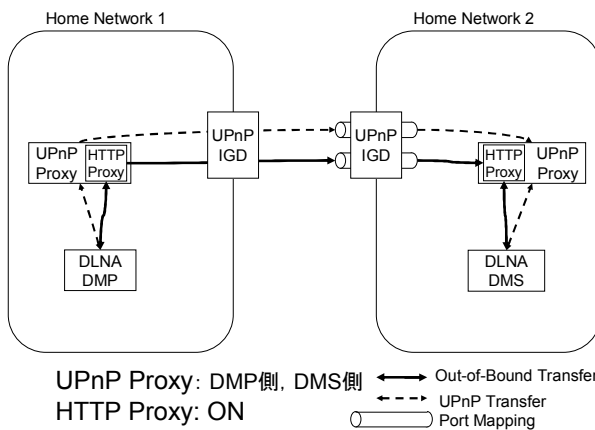 Home Network 1
Home Network 2
UPnP
IGD
UPnP
IGD
UPnP
Proxy
HTTP
Proxy
HTTP
Proxy
UPnP
Proxy
DLNA
DMP
DLNA
DMS
UPnP Proxy: DMP側, DMS側
HTTP Proxy: ON
Out-of-Bound Transfer
UPnP Transfer
Port Mapping